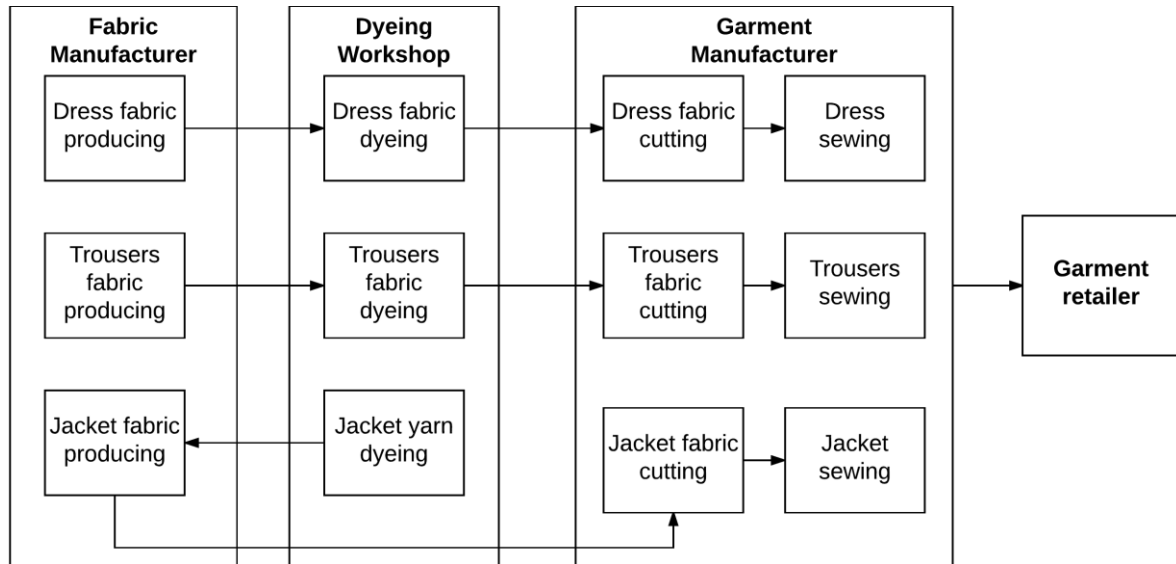 Fabric
Manufacturer
Dyeing
Workshop
Garment
Manufacturer
Dress fabric
producing
Dress fabric
dyeing
Dress fabric
cutting
Dress
sewing
Trousers
fabric
producing
Trousers
fabric
dyeing
Trousers
fabric
cutting
Trousers
sewing
Garment
retailer
Jacket fabric
producing
Jacket yarn
dyeing
Jacket fabric
cutting
Jacket
sewing